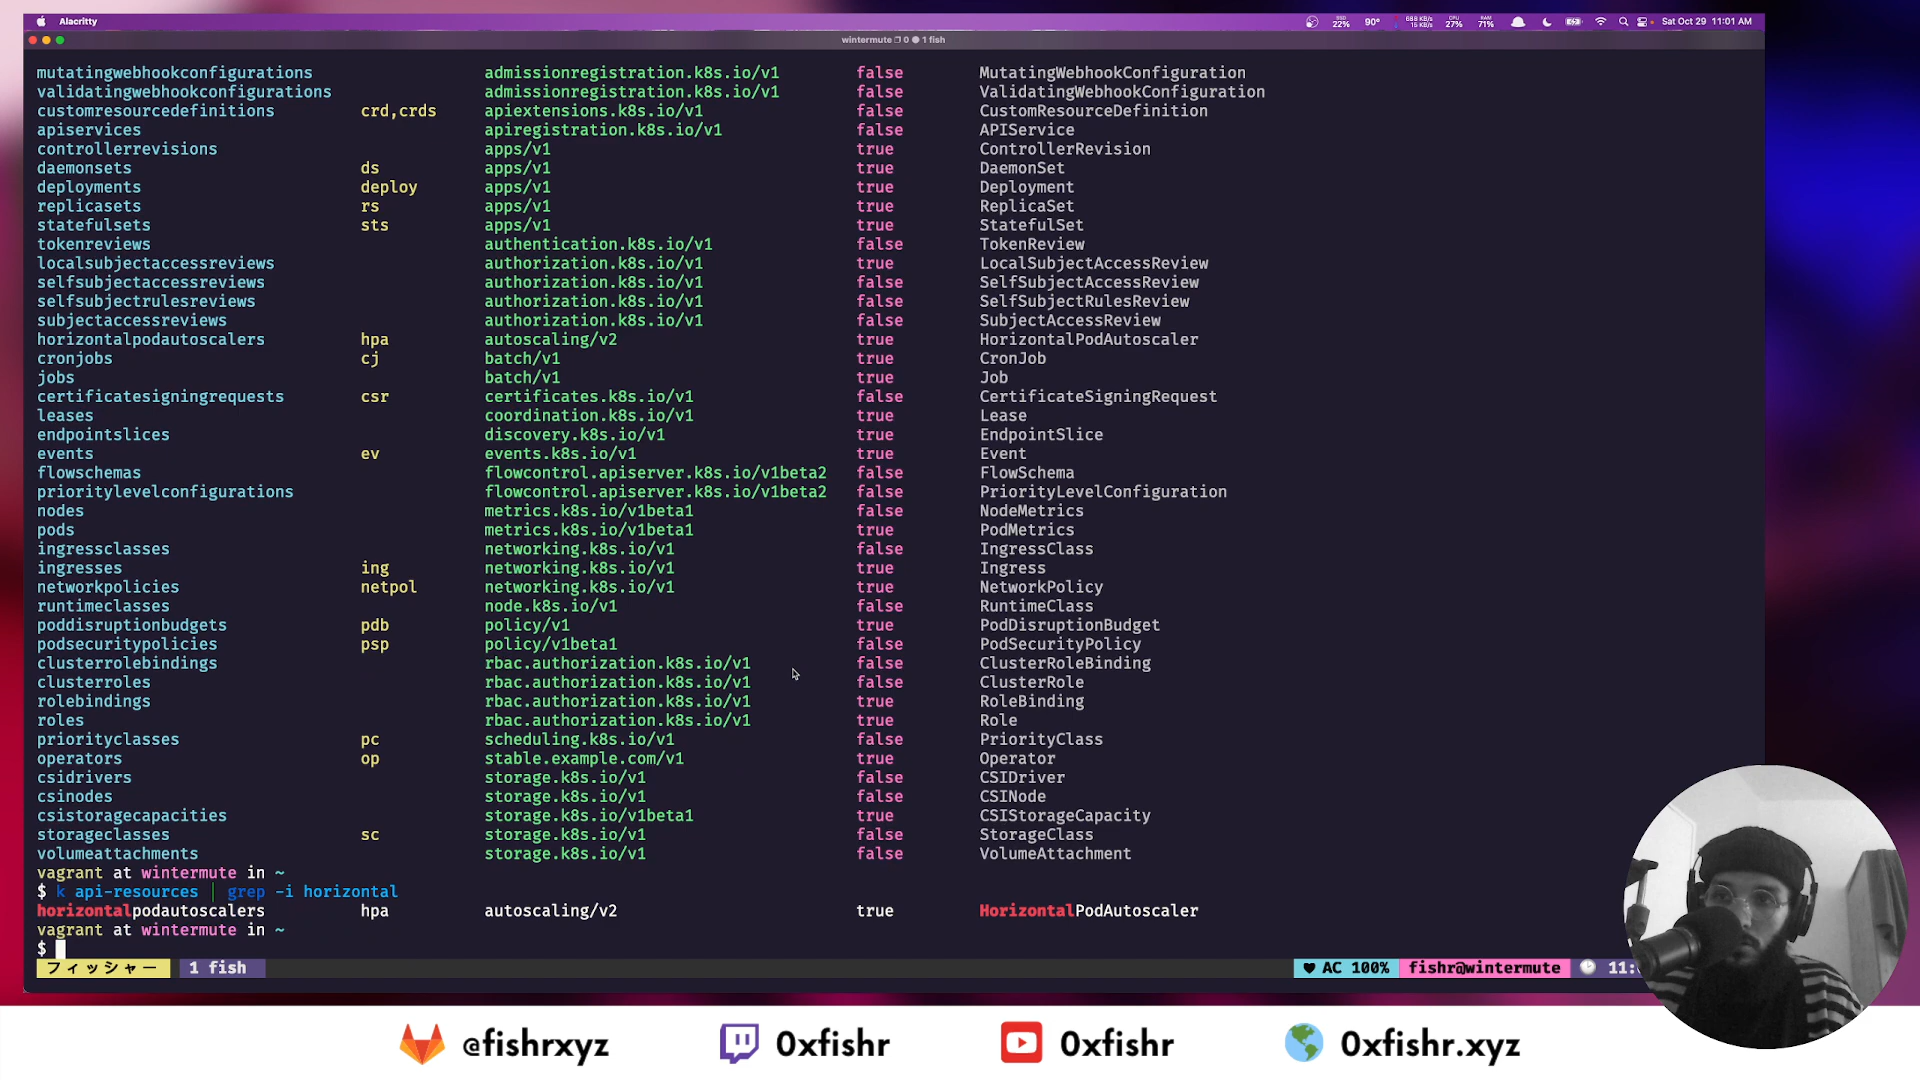 Alacritty SSD 22% 90° 688 KB/s 15 KB/s CPU 27% RAM 71% Sat Oct 29 11:01 AM
wintermute 0 1 fish
mutatingwebhookconfigurations admissionregistration.k8s.io/v1 false MutatingWebhookConfiguration
validatingwebhookconfigurations admissionregistration.k8s.io/v1 false ValidatingWebhookConfiguration
customresourcedefinitions crd,crds apiextensions.k8s.io/v1 false CustomResourceDefinition
apiservices apiregistration.k8s.io/v1 false APIService
controllerrevisions apps/v1 true ControllerRevision
daemonsets ds apps/v1 true DaemonSet
deployments deploy apps/v1 true Deployment
replicasets rs apps/v1 true ReplicaSet
statefulsets sts apps/v1 true StatefulSet
tokenreviews authentication.k8s.io/v1 false TokenReview
localsubjectaccessreviews authorization.k8s.io/v1 true LocalSubjectAccessReview
selfsubjectaccessreviews authorization.k8s.io/v1 false SelfSubjectAccessReview
selfsubjectrulesreviews authorization.k8s.io/v1 false SelfSubjectRulesReview
subjectaccessreviews authorization.k8s.io/v1 false SubjectAccessReview
horizontalpodautoscalers hpa autoscaling/v2 true HorizontalPodAutoscaler
cronjobs cj batch/v1 true CronJob
jobs batch/v1 true Job
certificatesigningrequests csr certificates.k8s.io/v1 false CertificateSigningRequest
leases coordination.k8s.io/v1 true Lease
endpointslices discovery.k8s.io/v1 true EndpointSlice
events ev events.k8s.io/v1 true Event
flowschemas flowcontrol.apiserver.k8s.io/v1beta2 false FlowSchema
prioritylevelconfigurations flowcontrol.apiserver.k8s.io/v1beta2 false PriorityLevelConfiguration
nodes metrics.k8s.io/v1beta1 false NodeMetrics
pods metrics.k8s.io/v1beta1 true PodMetrics
ingressclasses networking.k8s.io/v1 false IngressClass
ingresses ing networking.k8s.io/v1 true Ingress
networkpolicies netpol networking.k8s.io/v1 true NetworkPolicy
runtimeclasses node.k8s.io/v1 false RuntimeClass
poddisruptionbudgets pdb policy/v1 true PodDisruptionBudget
podsecuritypolicies psp policy/v1beta1 false PodSecurityPolicy
clusterrolebindings rbac.authorization.k8s.io/v1 false ClusterRoleBinding
clusterroles rbac.authorization.k8s.io/v1 false ClusterRole
rolebindings rbac.authorization.k8s.io/v1 true RoleBinding
roles rbac.authorization.k8s.io/v1 true Role
priorityclasses pc scheduling.k8s.io/v1 false PriorityClass
operators op stable.example.com/v1 true Operator
csidrivers storage.k8s.io/v1 false CSIDriver
csinodes storage.k8s.io/v1 false CSINode
csistoragecapacities storage.k8s.io/v1beta1 true CSIStorageCapacity
storageclasses sc storage.k8s.io/v1 false StorageClass
volumeattachments storage.k8s.io/v1 false VolumeAttachment
vagrant at wintermute in ~
$ k api-resources | grep -i horizontal
horizontalpodautoscalers hpa autoscaling/v2 true HorizontalPodAutoscaler
vagrant at wintermute in ~
$
フィッシャー 1 fish ♥ AC 100% fishr@wintermute 11:
@fishrxyz 0xfishr 0xfishr 0xfishr.xyz